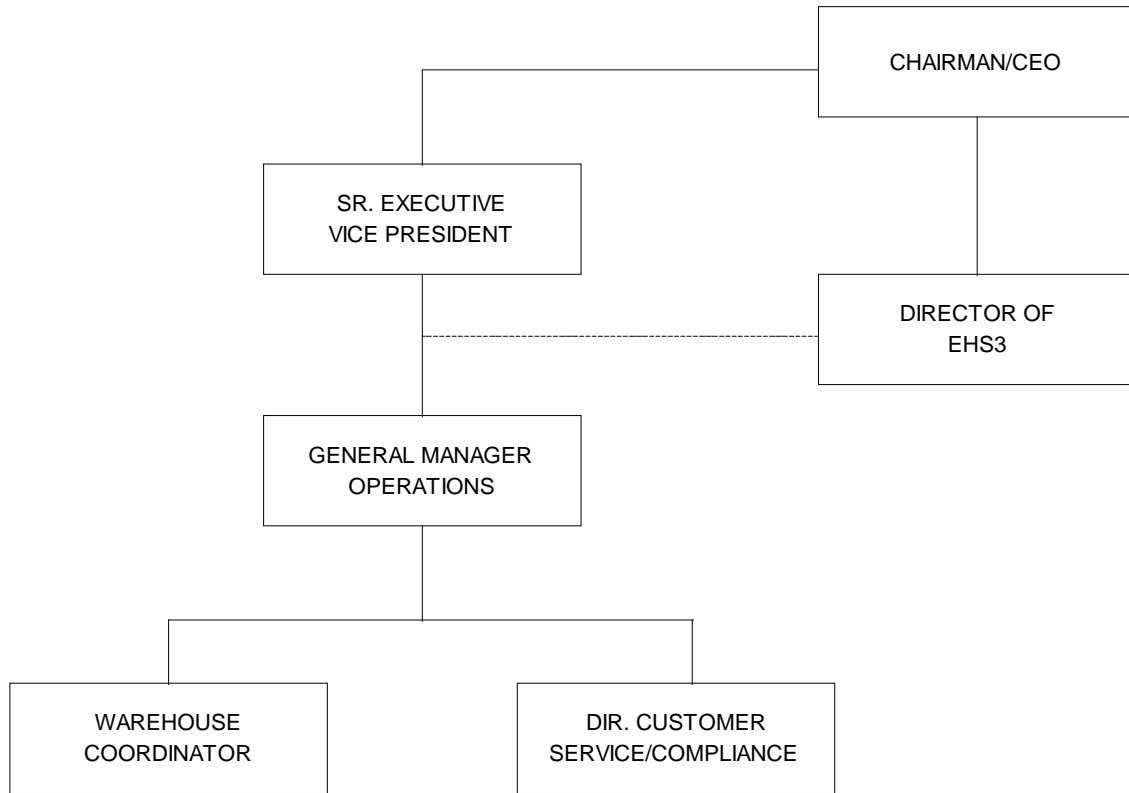 CHAIRMAN/CEO
SR. EXECUTIVE
VICE PRESIDENT
DIRECTOR OF
EHS3
GENERAL MANAGER
OPERATIONS
WAREHOUSE
COORDINATOR
DIR. CUSTOMER
SERVICE/COMPLIANCE